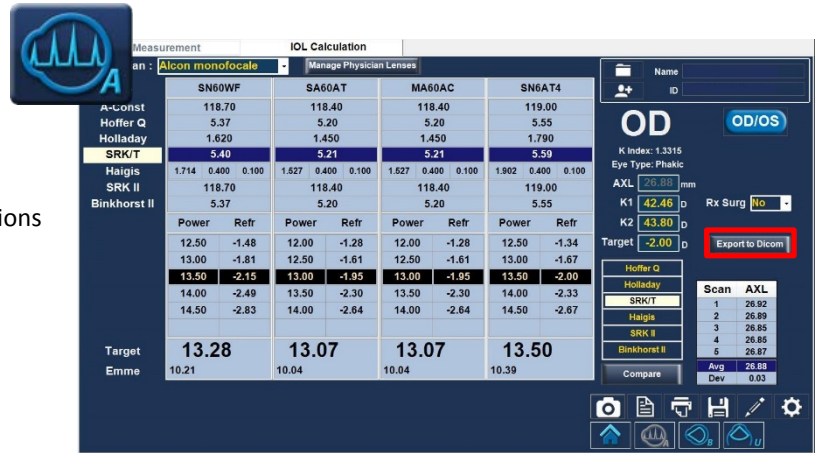 Measurement IOL Calculation
an : Alcon monofocale Manage Physician Lenses
SN60WF SA60AT MA60AC SN6AT4
A-Const 118.70 118.40 118.40 119.00
Hoffer Q 5.37 5.20 5.20 5.55
Holladay 1.620 1.450 1.450 1.790
SRK/T 5.40 5.21 5.21 5.59
Haigis 1.714 0.400 0.100 1.527 0.400 0.100 1.527 0.400 0.100 1.902 0.400 0.100
SRK II 118.70 118.40 118.40 119.00
Binkhorst II 5.37 5.20 5.20 5.55
Power Refr Power Refr Power Refr Power Refr
12.50 -1.48 12.00 -1.28 12.00 -1.28 12.50 -1.34
13.00 -1.81 12.50 -1.61 12.50 -1.61 13.00 -1.67
13.50 -2.15 13.00 -1.95 13.00 -1.95 13.50 -2.00
14.00 -2.49 13.50 -2.30 13.50 -2.30 14.00 -2.33
14.50 -2.83 14.00 -2.64 14.00 -2.64 14.50 -2.67
Target 13.28 13.07 13.07 13.50
Emme 10.21 10.04 10.04 10.39
A
ions
Name
ID
OD OD/OS
K Index: 1.3315
Eye Type: Phakic
AXL 26.88 mm
K1 42.46 D Rx Surg No
K2 43.80 D
Target -2.00 D Export to Dicom
Hoffer Q
Holladay
SRK/T
Haigis
SRK II
Binkhorst II
Compare
Scan AXL
1 26.92
2 26.89
3 26.85
4 26.85
5 26.87
Avg 26.88
Dev 0.03
A B U